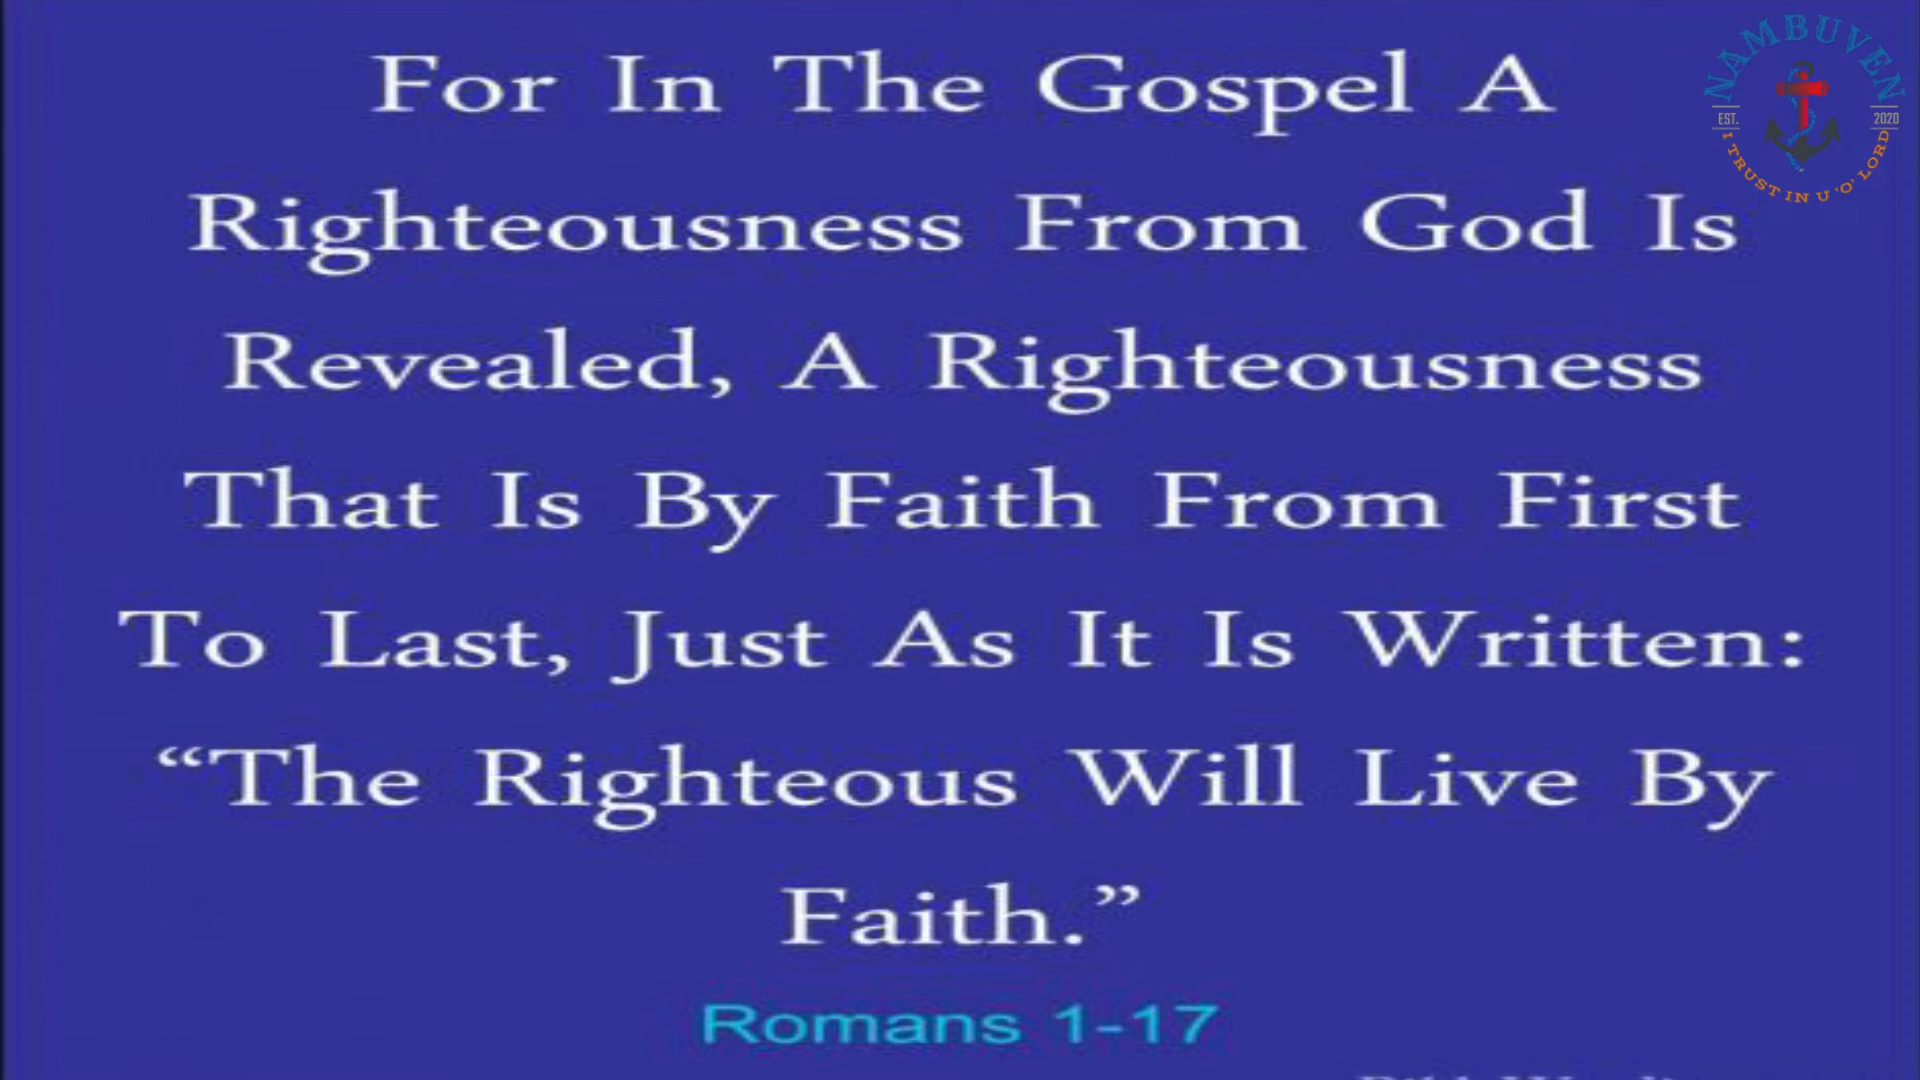 For In The Gospel A
Righteousness From God Is
Revealed, A Righteousness
That Is By Faith From First
To Last, Just As It Is Written:
“The Righteous Will Live By
Faith.”
Romans 1-17
NAMBUVEN
EST. 2020
I TRUST IN U 'O' LORD